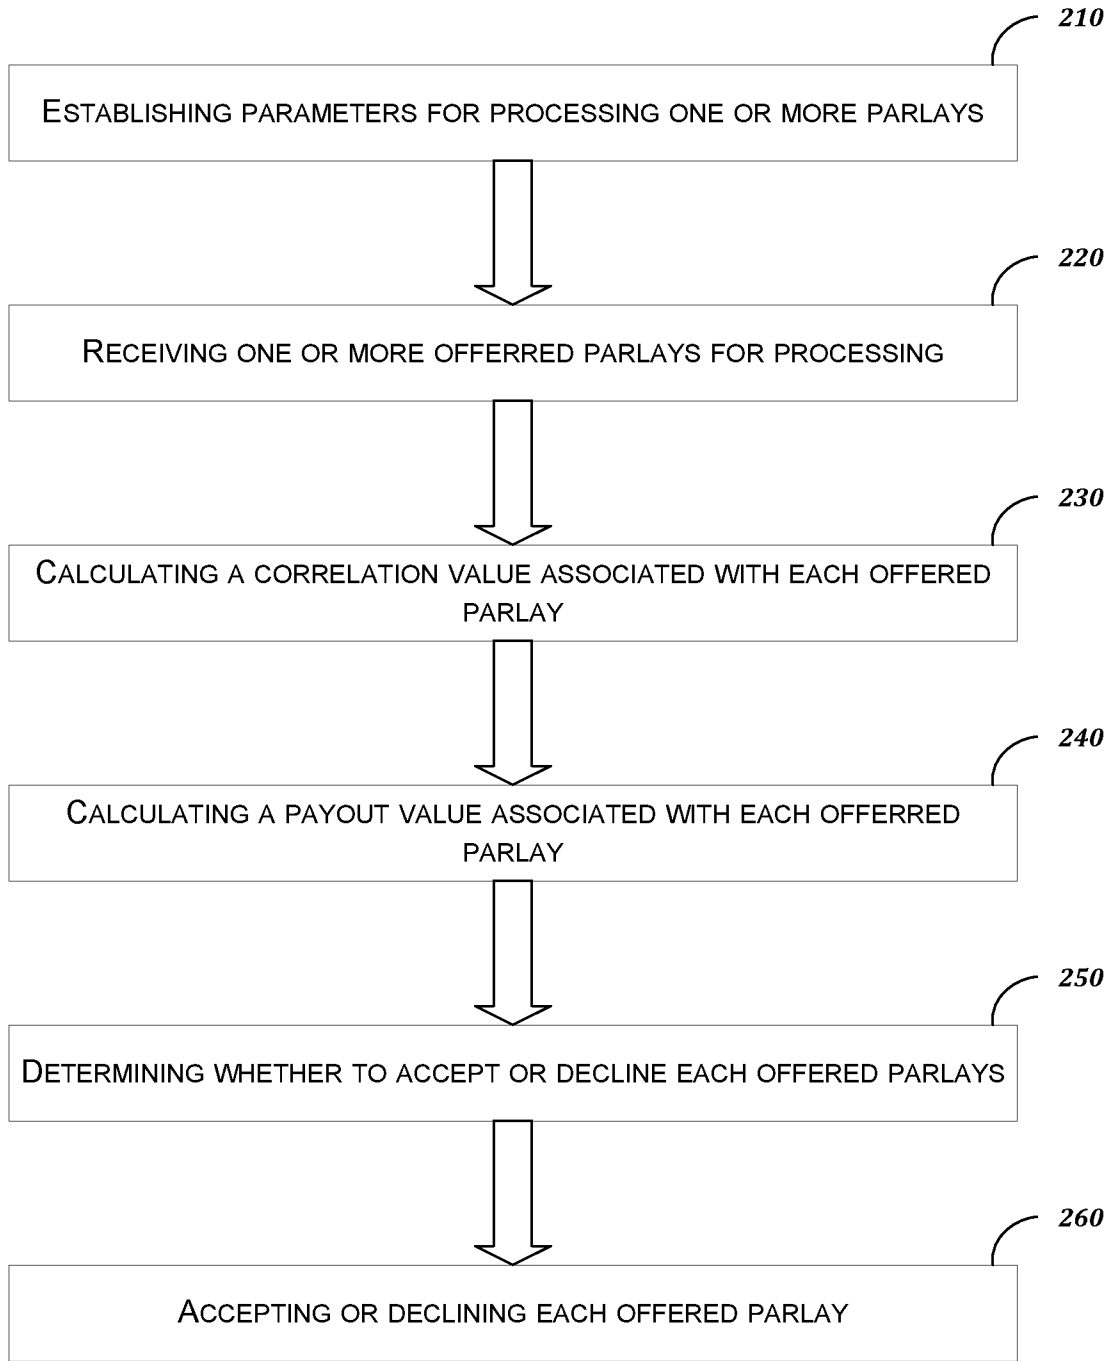 210
ESTABLISHING PARAMETERS FOR PROCESSING ONE OR MORE PARLAYS
220
RECEIVING ONE OR MORE OFFERRED PARLAYS FOR PROCESSING
230
CALCULATING A CORRELATION VALUE ASSOCIATED WITH EACH OFFERED
PARLAY
240
CALCULATING A PAYOUT VALUE ASSOCIATED WITH EACH OFFERRED
PARLAY
250
DETERMINING WHETHER TO ACCEPT OR DECLINE EACH OFFERED PARLAYS
260
ACCEPTING OR DECLINING EACH OFFERED PARLAY